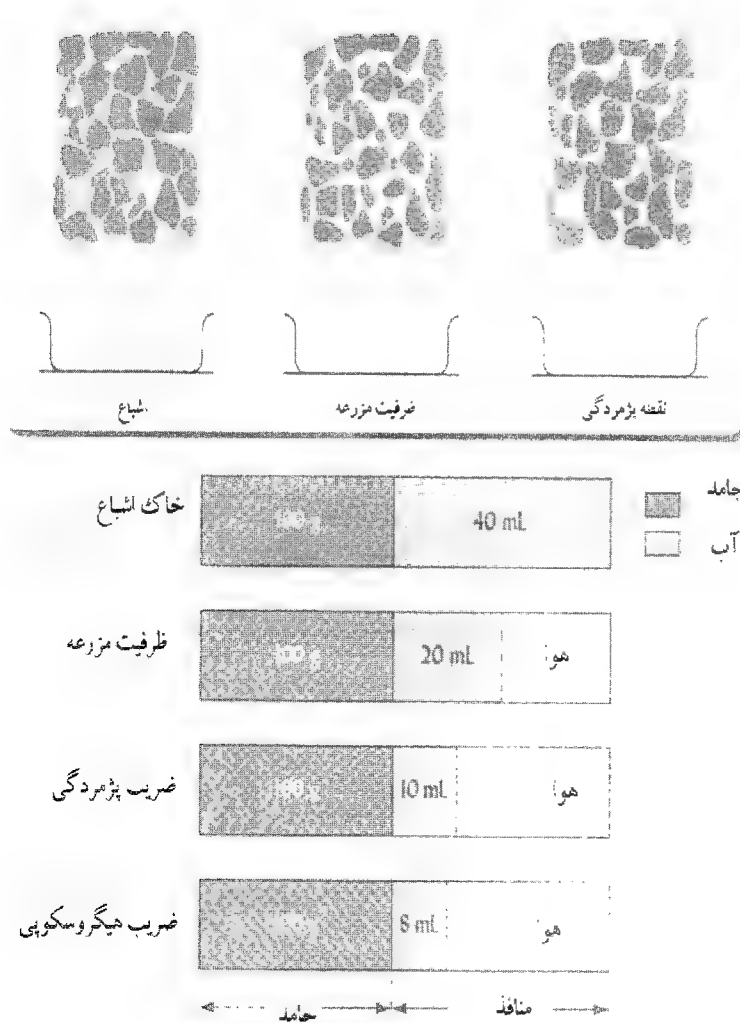 نقطه پژمردگی ظرفیت مزرعه اشباع
جامد
خاک اشباع 40 mL
آب
ظرفیت مزرعه 20 mL هوا
ضریب پژمردگی 10 mL هوا
ضریب هیگروسکوپی 8 mL هوا
جامد منافذ